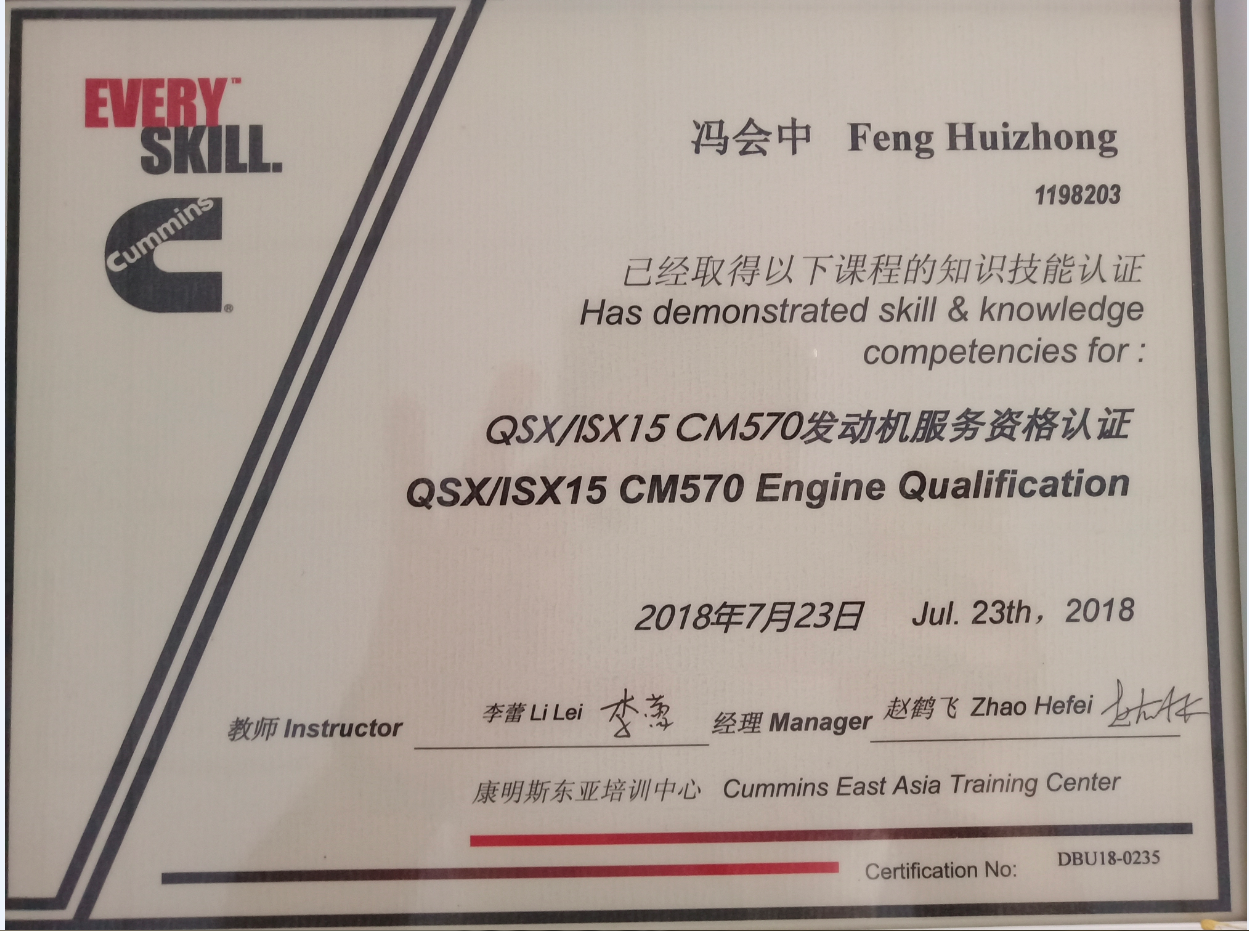 EVERY™
SKILL.
Cummins
®
冯会中 Feng Huizhong
1198203
已经取得以下课程的知识技能认证
Has demonstrated skill & knowledge
competencies for :
QSX/ISX15 CM570发动机服务资格认证
QSX/ISX15 CM570 Engine Qualification
2018年7月23日 Jul. 23th，2018
教师 Instructor 李蕾 Li Lei 李蕾 经理 Manager 赵鹤飞 Zhao Hefei
康明斯东亚培训中心 Cummins East Asia Training Center
Certification No: DBU18-0235